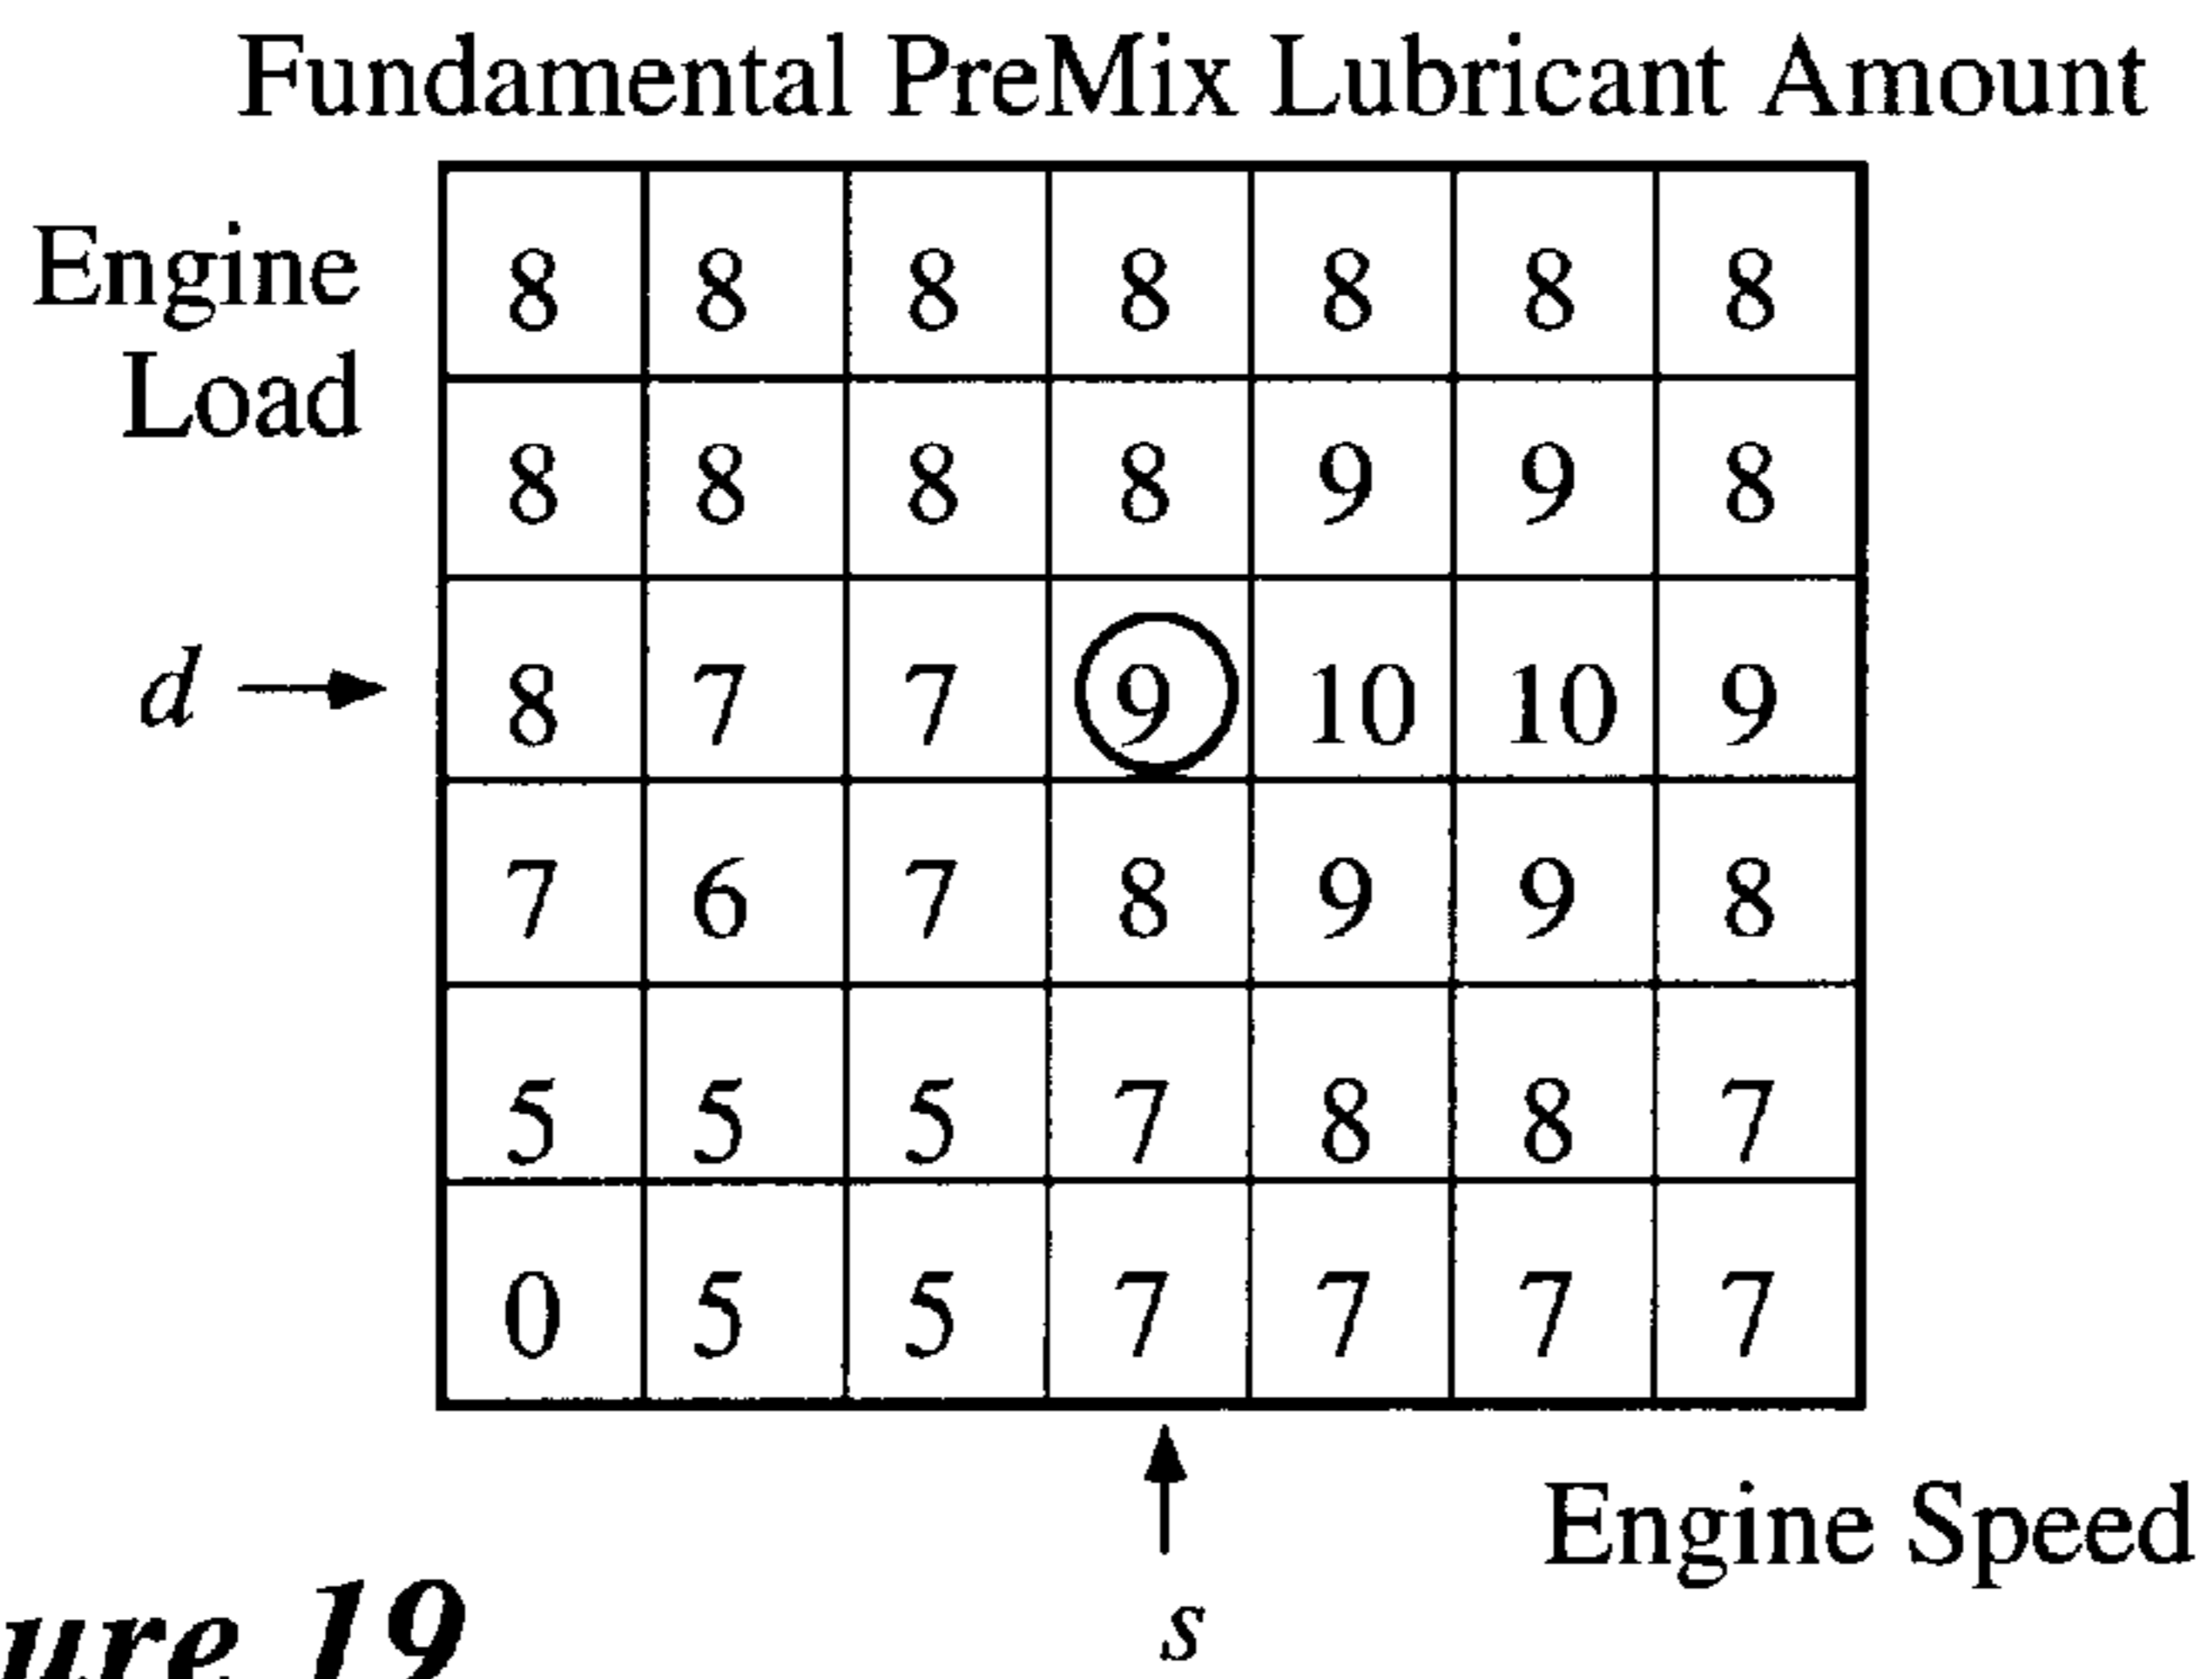 Fundamental PreMix Lubricant Amount
Engine
Load
8 8 8 8 8 8 8
8 8 8 8 9 9 8
d 8 7 7 9 10 10 9
7 6 7 8 9 9 8
5 5 5 7 8 8 7
0 5 5 7 7 7 7
Engine Speed
s
ure 19